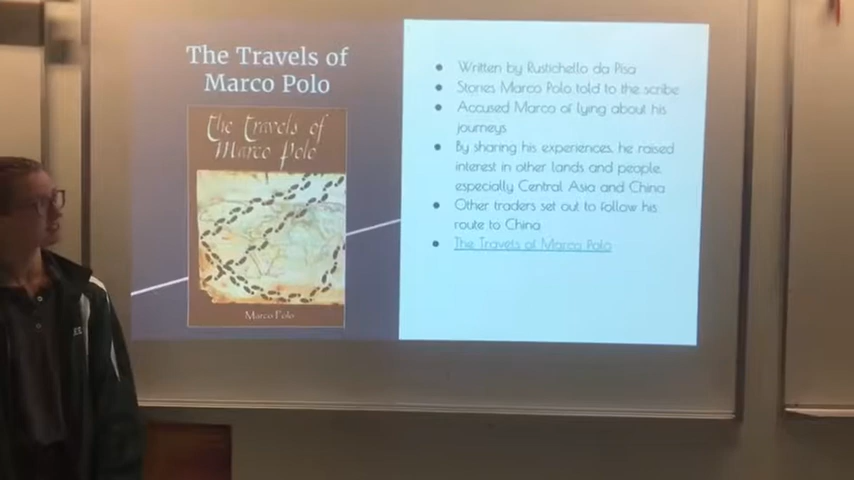 The Travels of
Marco Polo
The Travels of
Marco Polo
Marco Polo
Written by Rustichello da Pisa
Stories Marco Polo told to the scribe
Accused Marco of lying about his
journeys
By sharing his experiences, he raised
interest in other lands and people,
especially Central Asia and China
Other traders set out to follow his
route to China
The Travels of Marco Polo